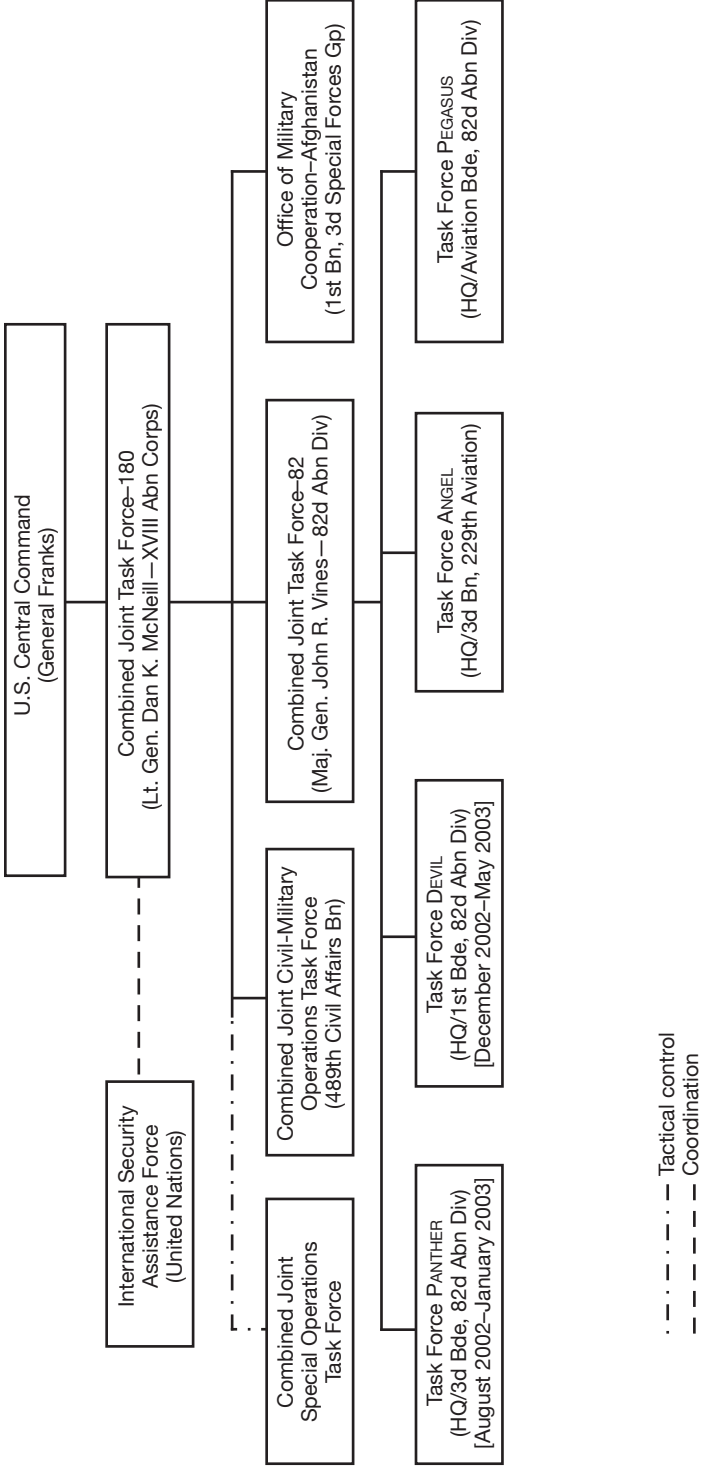 U.S. Central Command
(General Franks)
International Security
Assistance Force
(United Nations)
Combined Joint Task Force–180
(Lt. Gen. Dan K. McNeill—XVIII Abn Corps)
Combined Joint
Special Operations
Task Force
Combined Joint Civil-Military
Operations Task Force
(489th Civil Affairs Bn)
Combined Joint Task Force–82
(Maj. Gen. John R. Vines—82d Abn Div)
Office of Military
Cooperation–Afghanistan
(1st Bn, 3d Special Forces Gp)
Task Force PANTHER
(HQ/3d Bde, 82d Abn Div)
[August 2002–January 2003]
Task Force DEVIL
(HQ/1st Bde, 82d Abn Div)
[December 2002–May 2003]
Task Force ANGEL
(HQ/3d Bn, 229th Aviation)
Task Force PEGASUS
(HQ/Aviation Bde, 82d Abn Div)
Tactical control
Coordination